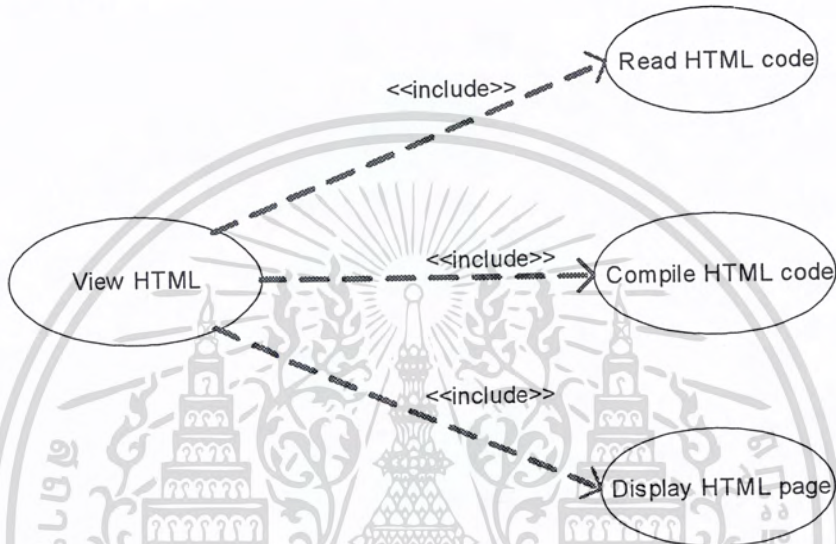 Read HTML code
<<include>>
View HTML
<<include>>
Compile HTML code
<<include>>
Display HTML page